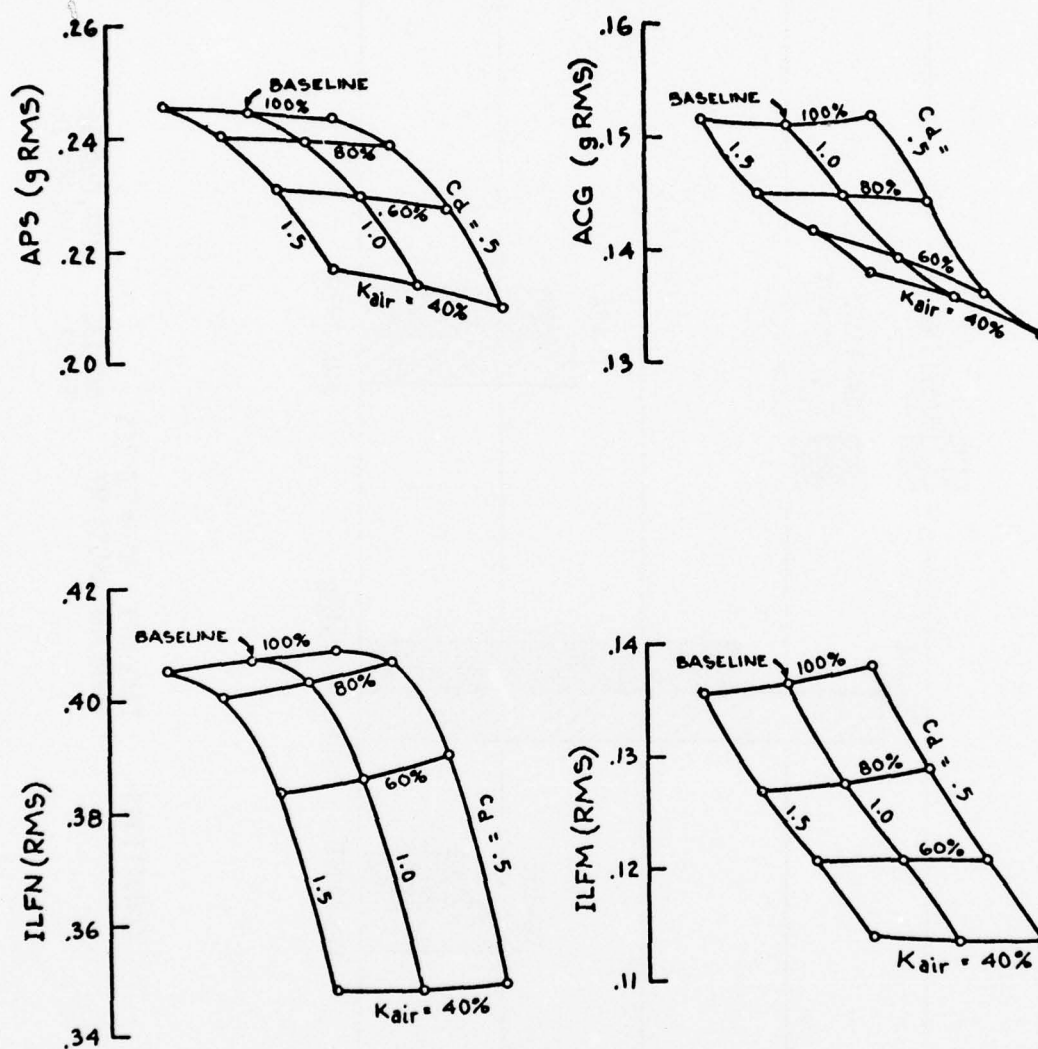 APS (g RMS)
.26
.24
.22
.20
BASELINE
100%
80%
.60%
Kair = 40%
1.5
1.0
Cd = .5
ACG (g RMS)
.16
.15
.14
.13
BASELINE
100%
80%
60%
Kair = 40%
1.5
1.0
Cd = .5
ILFN (RMS)
.42
.40
.38
.36
.34
BASELINE
100%
80%
60%
Kair = 40%
1.5
1.0
Cd = .5
ILFM (RMS)
.14
.13
.12
.11
BASELINE
100%
80%
60%
Kair = 40%
1.5
1.0
Cd = .5